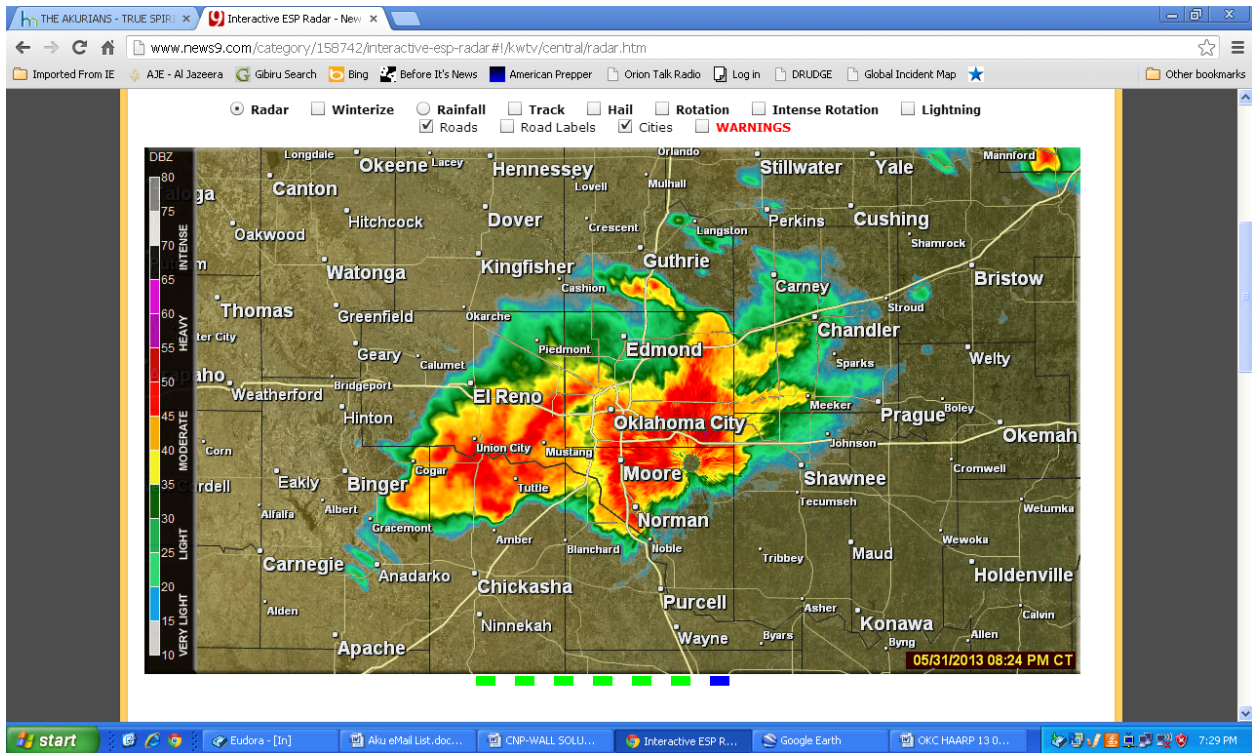 THE AKURIANS - TRUE SPIRI
Interactive ESP Radar - New
www.news9.com/category/158742/interactive-esp-radar#!/kwtv/central/radar.htm
Imported From IE AJE - Al Jazeera Gibiru Search Bing Before It's News American Prepper Orion Talk Radio Log in DRUDGE Global Incident Map Other bookmarks
Radar Winterize Rainfall Track Hail Rotation Intense Rotation Lightning
Roads Road Labels Cities WARNINGS
DBZ
80
75
70
65
60
55
50
45
40
35
30
25
20
15
10
INTENSE
HEAVY
MODERATE
LIGHT
VERY LIGHT
Longdale Okeene Lacey Hennessey Orlando Stillwater Yale Mannford
Canton Lovell Mulhall
Hitchcock Dover Crescent Langston Perkins Cushing
Oakwood Shamrock
Watonga Kingfisher Guthrie Bristow
Cashion Carney
Thomas Greenfield Okarche Stroud
ter City Chandler
Geary Calumet Piedmont Edmond Sparks Welty
aho
Weatherford Bridgeport El Reno Meeker Prague Boley
Hinton Oklahoma City Okemah
Corn Union City Mustang Johnson
Cogar Moore Shawnee Cromwell
rdell Eakly Binger Tuttle Tecumseh
Alfalfa Albert Norman Wetumka
Gracemont Amber Blanchard Noble Wewoka
Carnegie Anadarko Tribbey Maud Holdenville
Chickasha
Purcell
Alden Asher Calvin
Ninnekah Konawa
Apache Wayne Byars Byng Allen
05/31/2013 08:24 PM CT
start Eudora - [In] Aku eMail List.doc... CNP-WALL SOLU... Interactive ESP R... Google Earth OKC HAARP 13 0... 7:29 PM